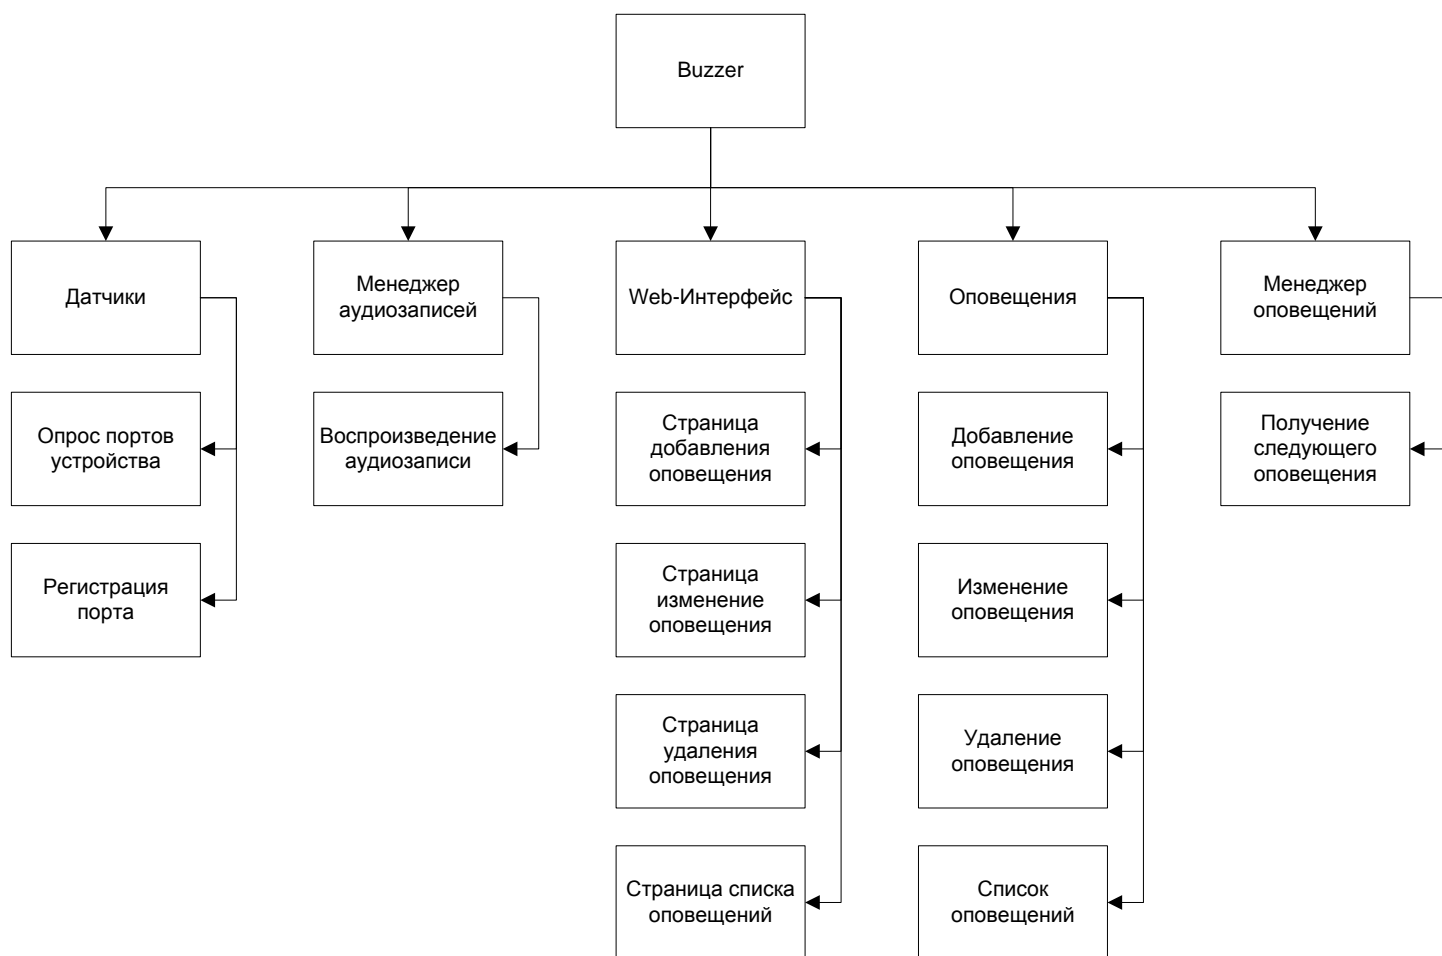 Buzzer
Датчики
Менеджер
аудиозаписей
Web-Интерфейс
Оповещения
Менеджер
оповещений
Опрос портов
устройства
Воспроизведение
аудиозаписи
Страница
добавления
оповещения
Добавление
оповещения
Получение
следующего
оповещения
Регистрация
порта
Страница
изменение
оповещения
Изменение
оповещения
Страница
удаления
оповещения
Удаление
оповещения
Страница списка
оповещений
Список
оповещений